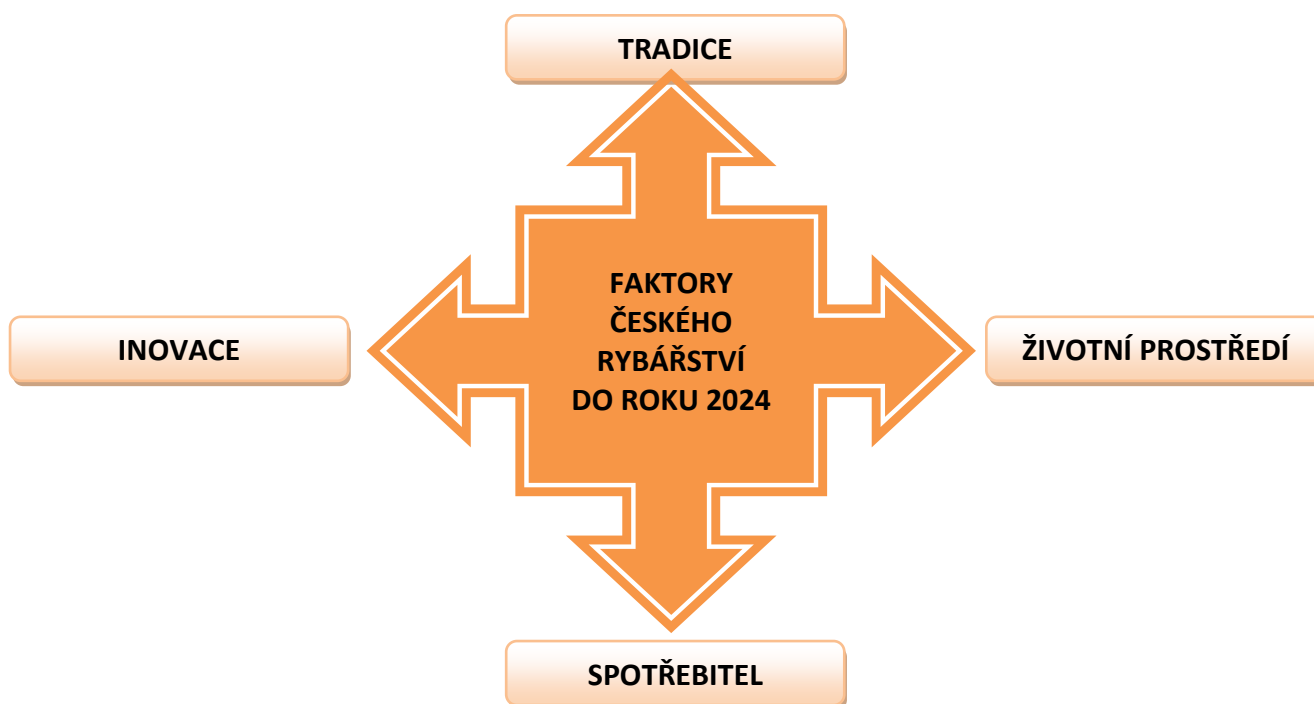 TRADICE
FAKTORY
ČESKÉHO
RYBÁŘSTVÍ
DO ROKU 2024
INOVACE
ŽIVOTNÍ PROSTŘEDÍ
SPOTŘEBITEL